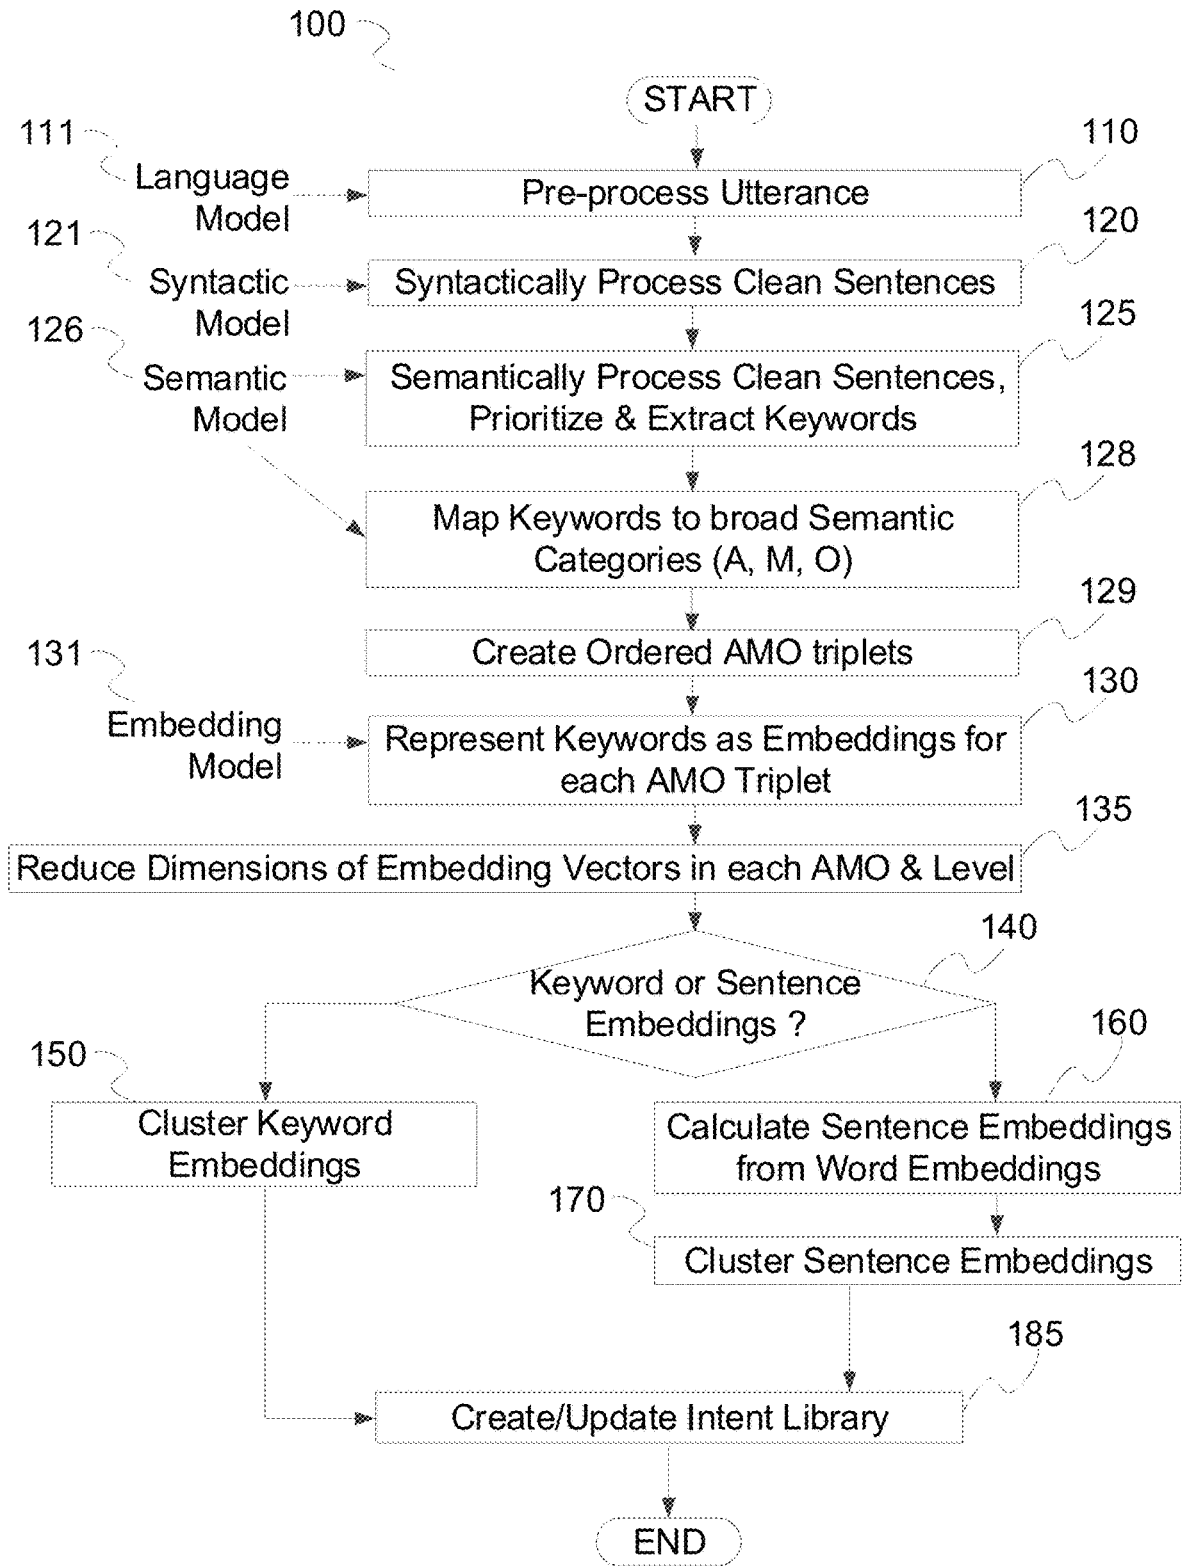 100
START
111
110
Language
Model
Pre-process Utterance
121
120
Syntactic
Model
Syntactically Process Clean Sentences
126
125
Semantic
Model
Semantically Process Clean Sentences,
Prioritize & Extract Keywords
128
Map Keywords to broad Semantic
Categories (A, M, O)
129
Create Ordered AMO triplets
131
130
Embedding
Model
Represent Keywords as Embeddings for
each AMO Triplet
135
Reduce Dimensions of Embedding Vectors in each AMO & Level
140
Keyword or Sentence
Embeddings ?
150
160
Cluster Keyword
Embeddings
Calculate Sentence Embeddings
from Word Embeddings
170
Cluster Sentence Embeddings
185
Create/Update Intent Library
END